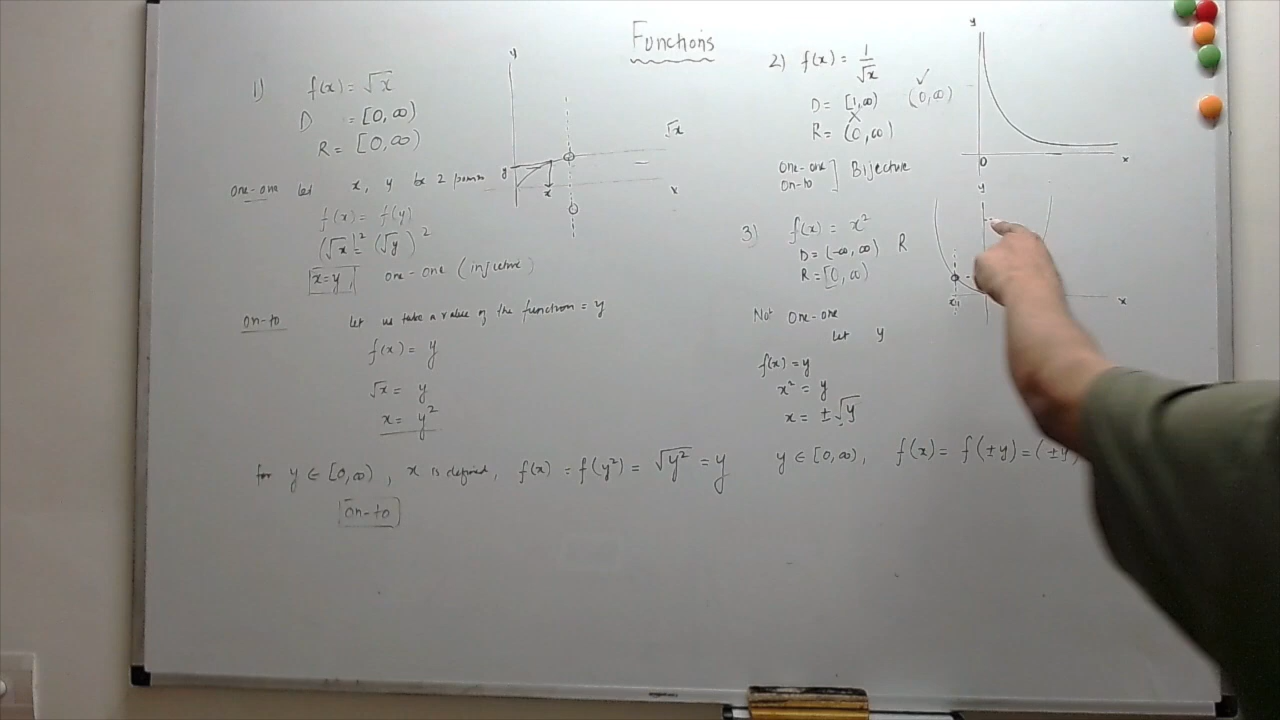 Functions
1) f(x) = √x
D = [0, ∞)
R = [0, ∞)
one-one let x, y be 2 points
f(x) = f(y)
(√x)² = (√y)²
x = y, one-one (injective)
on-to let us take a value of the function = y
f(x) = y
√x = y
x = y²
for y ∈ [0, ∞), x is defined, f(x) = f(y²) = √y² = y
on-to
y
√x
y
x
x
2) f(x) = 1/√x
D = [1, ∞) ✓ (0, ∞)
X
R = (0, ∞)
one-one
on-to ] Bijective
y
0
x
3) f(x) = x²
D = (-∞, ∞) R
R = [0, ∞)
Not one-one
let y
f(x) = y
x² = y
x = ±√y
y ∈ [0, ∞), f(x) = f(±y) = (±y)
y
x₁
x